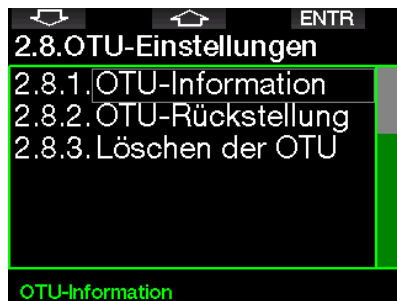 ENTR
2.8.OTU-Einstellungen
2.8.1.OTU-Information
2.8.2.OTU-Rückstellung
2.8.3.Löschen der OTU
OTU-Information